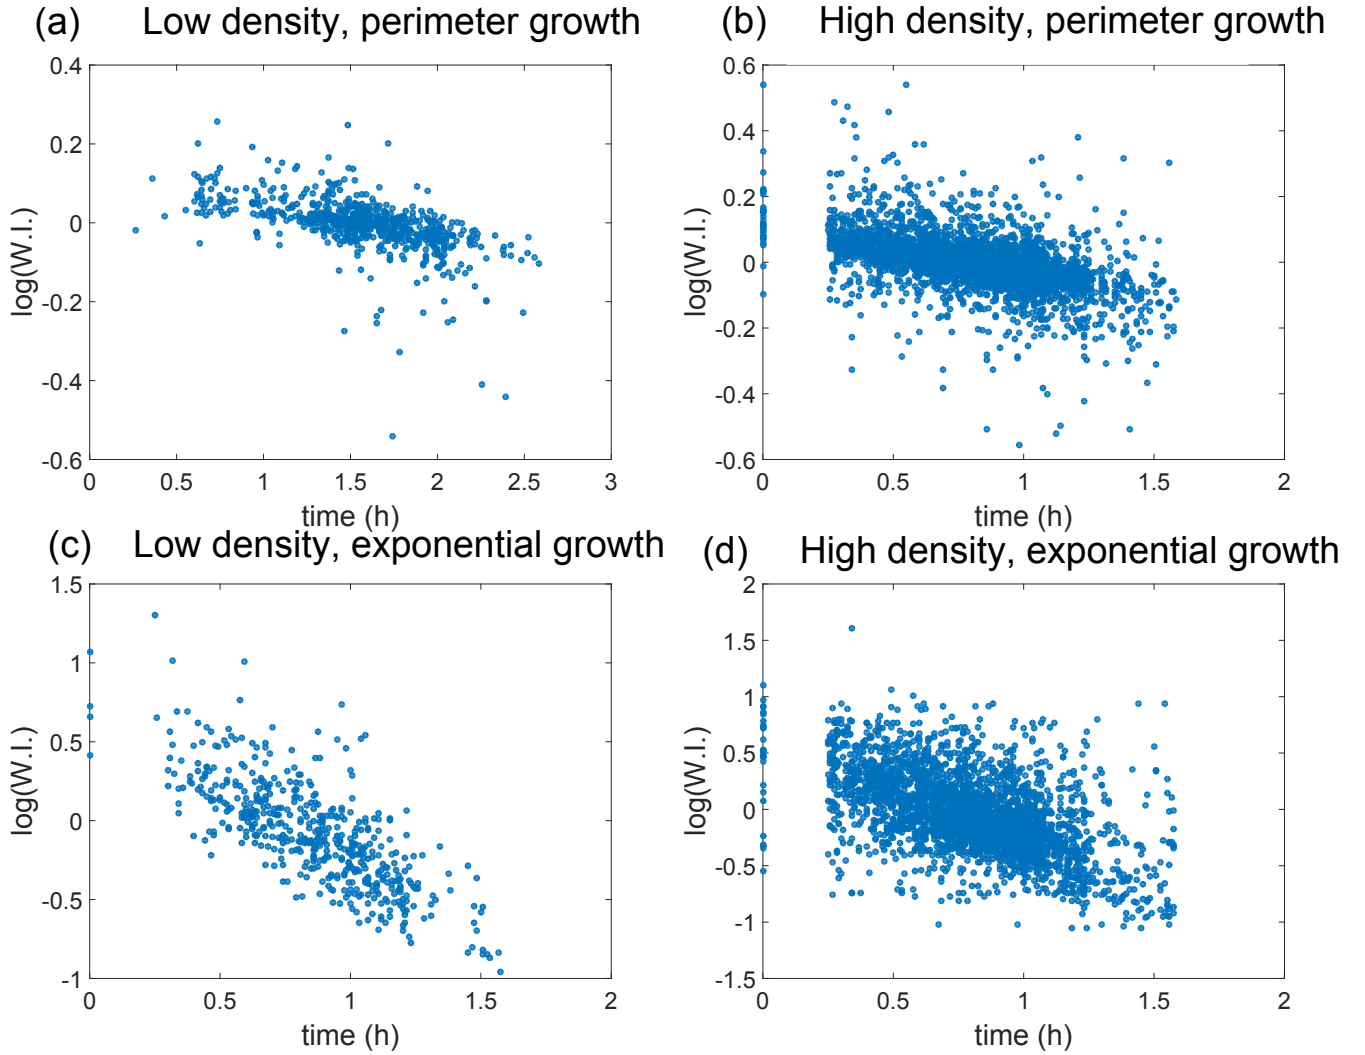 (a) Low density, perimeter growth
0.4
0.2
0
-0.2
-0.4
-0.6
log(W.I.)
0 0.5 1 1.5 2 2.5 3
time (h)
(b) High density, perimeter growth
0.6
0.4
0.2
0
-0.2
-0.4
-0.6
log(W.I.)
0 0.5 1 1.5 2
time (h)
(c) Low density, exponential growth
1.5
1
0.5
0
-0.5
-1
log(W.I.)
0 0.5 1 1.5 2
time (h)
(d) High density, exponential growth
2
1.5
1
0.5
0
-0.5
-1
-1.5
log(W.I.)
0 0.5 1 1.5 2
time (h)